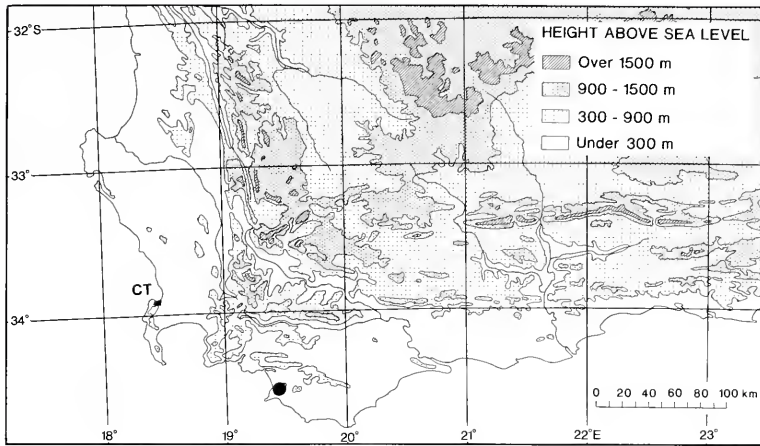 32°S
33°
34°
CT
HEIGHT ABOVE SEA LEVEL
Over 1500 m
900 - 1500 m
300 - 900 m
Under 300 m
0 20 40 60 80 100 km
18°
19°
20°
21°
22°E
23°